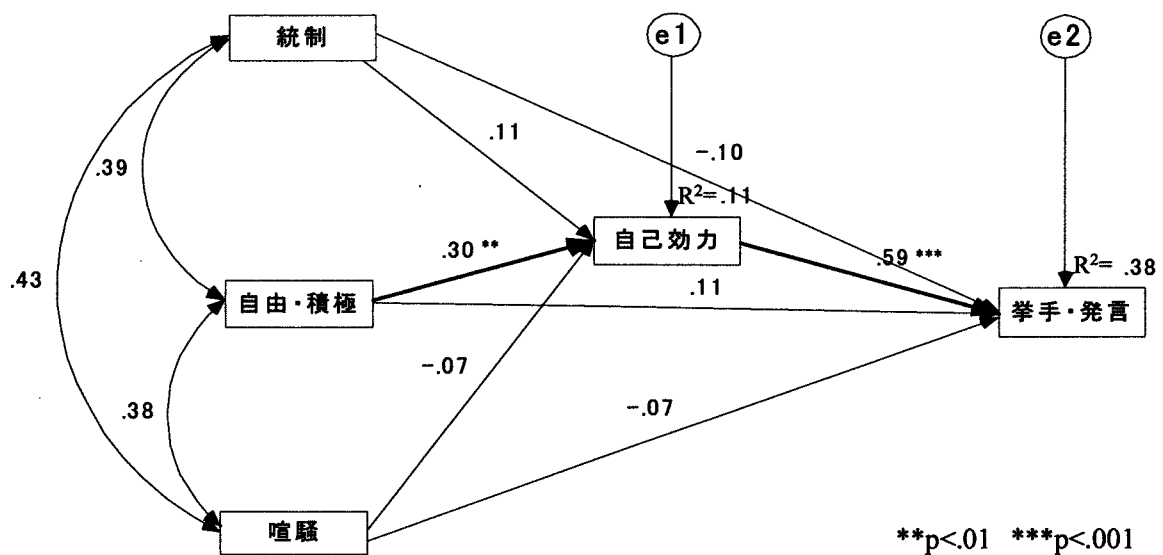 統制
e1
e2
.11
-.10
.39
R²= .11
自己効力
.30 **
.59 ***
R²= .38
.43
自由・積極
.11
挙手・発言
-.07
.38
-.07
喧騒
**p<.01 ***p<.001